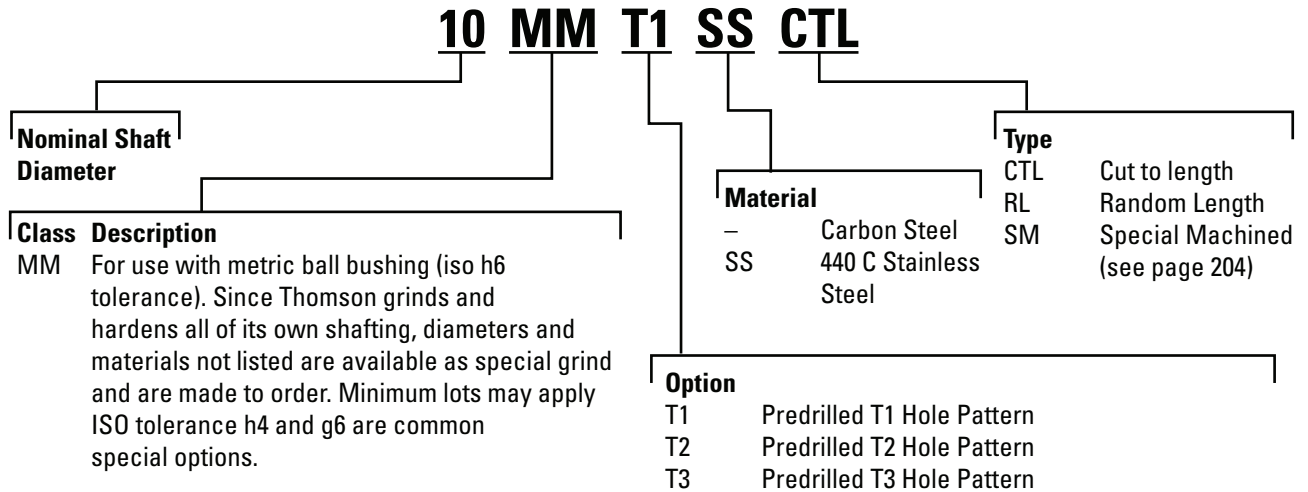 10 MM T1 SS CTL
Nominal Shaft
Diameter
Class Description
MM For use with metric ball bushing (iso h6
tolerance). Since Thomson grinds and
hardens all of its own shafting, diameters and
materials not listed are available as special grind
and are made to order. Minimum lots may apply
ISO tolerance h4 and g6 are common
special options.
Option
T1 Predrilled T1 Hole Pattern
T2 Predrilled T2 Hole Pattern
T3 Predrilled T3 Hole Pattern
Material
– Carbon Steel
SS 440 C Stainless
Steel
Type
CTL Cut to length
RL Random Length
SM Special Machined
(see page 204)